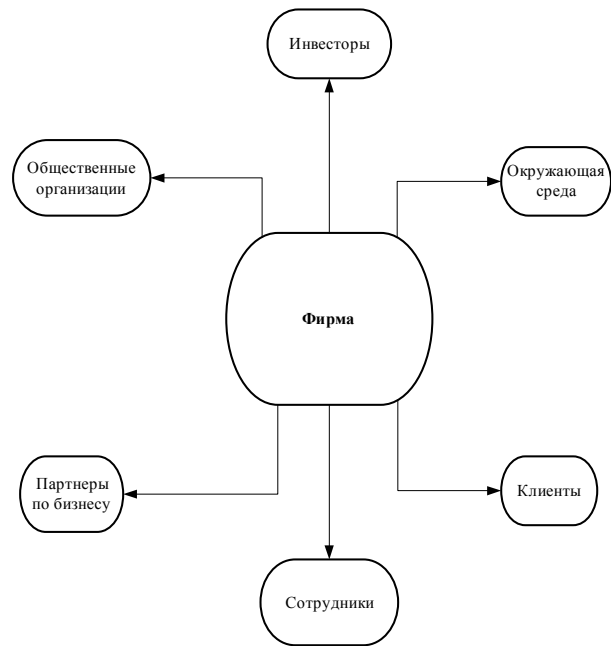 Инвесторы
Общественные
организации
Окружающая
среда
Фирма
Партнеры
по бизнесу
Клиенты
Сотрудники